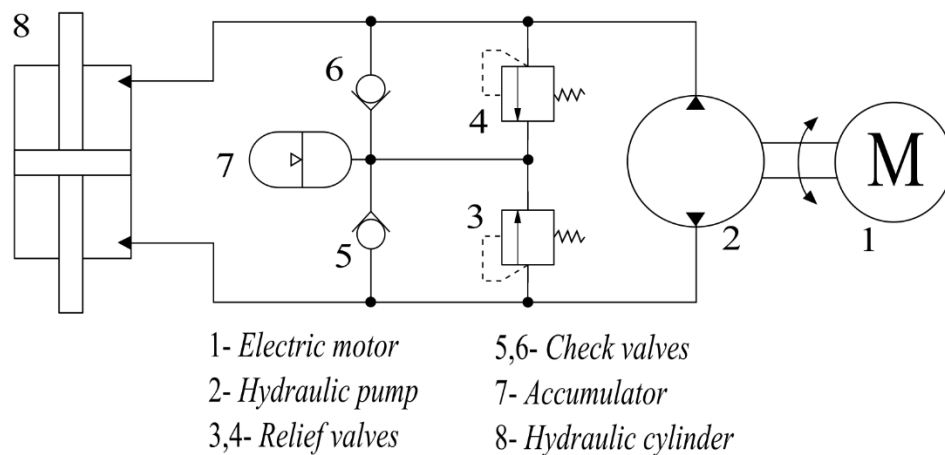 8
6
4
7
M
3
5
2
1
1- Electric motor
5,6- Check valves
2- Hydraulic pump
7- Accumulator
3,4- Relief valves
8- Hydraulic cylinder